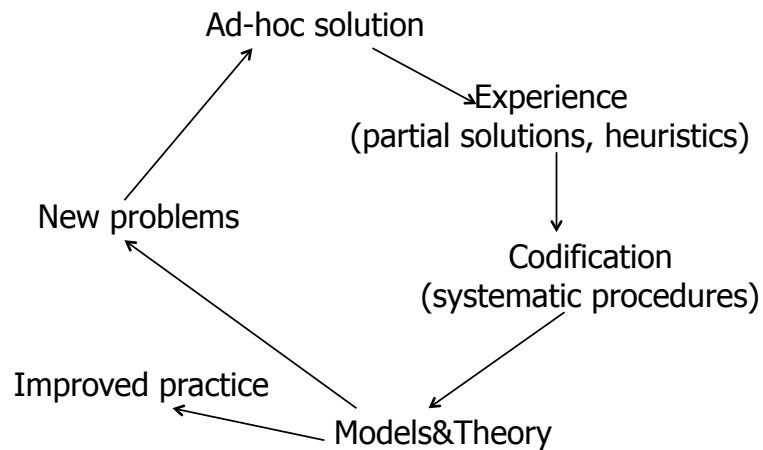 Ad-hoc solution
Experience
(partial solutions, heuristics)
New problems
Codification
(systematic procedures)
Improved practice
Models&Theory